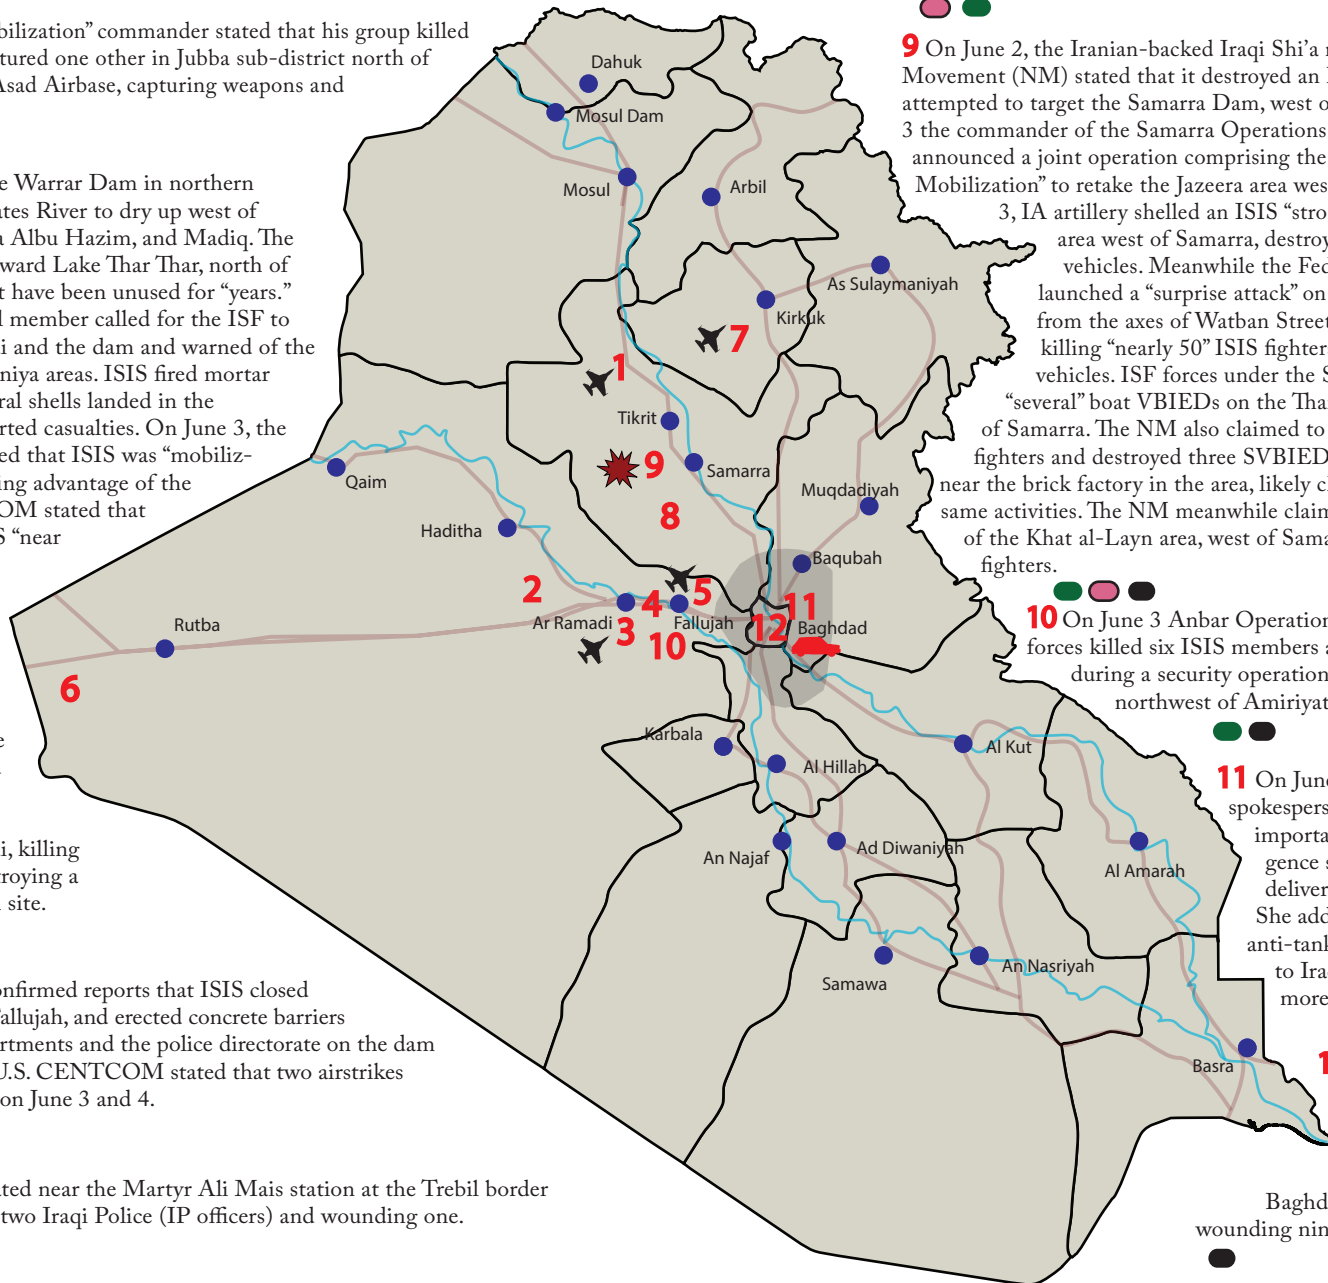 bilization” commander stated that his group killed
tured one other in Jubba sub-district north of
Asad Airbase, capturing weapons and
e Warrar Dam in northern
ates River to dry up west of
a Albu Hazim, and Madiq. The
ward Lake Thar Thar, north of
t have been unused for “years.”
l member called for the ISF to
i and the dam and warned of the
niya areas. ISIS fired mortar
ral shells landed in the
rted casualties. On June 3, the
ed that ISIS was “mobiliz-
ing advantage of the
OM stated that
S “near
e
i, killing
troying a
site.
onfirmed reports that ISIS closed
Fallujah, and erected concrete barriers
rtments and the police directorate on the dam
U.S. CENTCOM stated that two airstrikes
on June 3 and 4.
ated near the Martyr Ali Mais station at the Trebil border
two Iraqi Police (IP officers) and wounding one.
Dahuk
Mosul Dam
Mosul
Arbil
As Sulaymaniyah
Kirkuk
7
1
Tikrit
9
Samarra
Qaim
8
Muqdadiyah
Haditha
Baqubah
2
5
4
11
Ar Ramadi
3
Fallujah
12
Baghdad
10
Rutba
6
Karbala
Al Hillah
Al Kut
An Najaf
Ad Diwaniyah
Al Amarah
Samawa
An Nasriyah
Basra
9 On June 2, the Iranian-backed Iraqi Shi’a
Movement (NM) stated that it destroyed an
attempted to target the Samarra Dam, west o
3 the commander of the Samarra Operations
announced a joint operation comprising the
Mobilization” to retake the Jazeera area wes
3, IA artillery shelled an ISIS “stro
area west of Samarra, destroy
vehicles. Meanwhile the Fed
launched a “surprise attack” on
from the axes of Watban Street
killing “nearly 50” ISIS fighter
vehicles. ISF forces under the S
“several” boat VBIEDs on the Thar
of Samarra. The NM also claimed to
fighters and destroyed three SVBIED
near the brick factory in the area, likely c
same activities. The NM meanwhile claim
of the Khat al-Layn area, west of Sama
fighters.
10 On June 3 Anbar Operation
forces killed six ISIS members a
during a security operation
northwest of Amiriyat
11 On June
spokespers
importa
gence s
deliver
She add
anti-tank
to Ira
more
1
Baghd
wounding nin